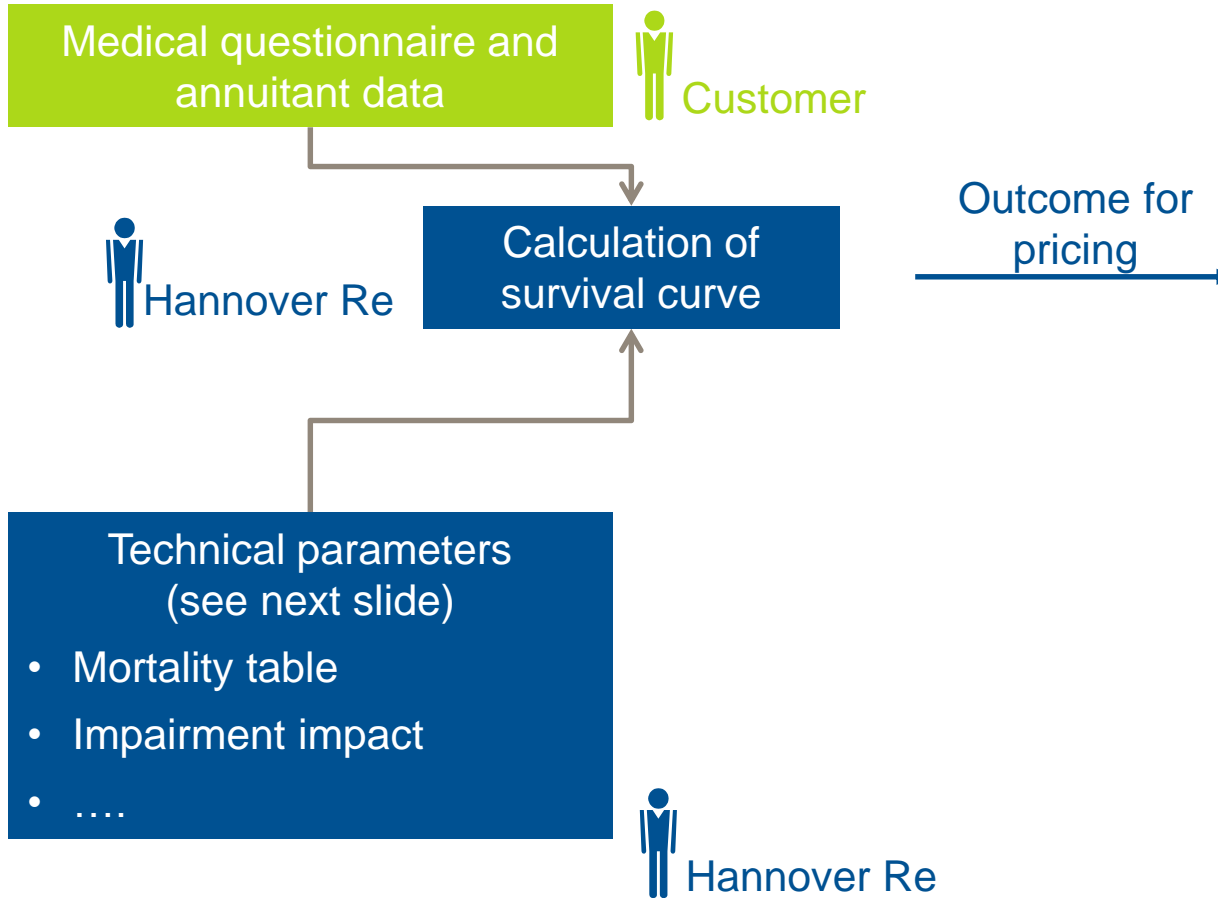 Medical questionnaire and
annuitant data
Customer
Hannover Re
Calculation of
survival curve
Outcome for
pricing
Technical parameters
(see next slide)
• Mortality table
• Impairment impact
• ....
Hannover Re